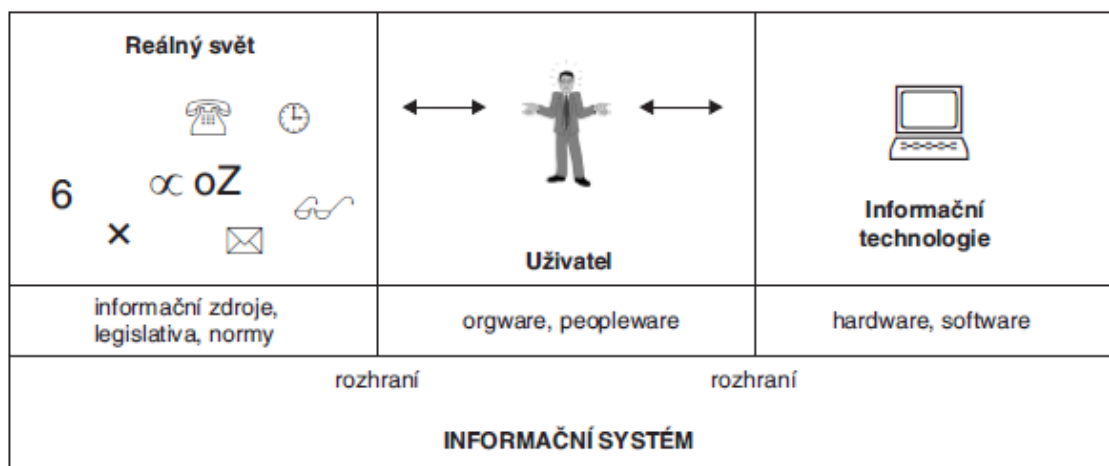 Reálný svět
6
∝ oZ
×
Uživatel
Informační
technologie
informační zdroje,
legislativa, normy
orgware, peopleware
hardware, software
rozhraní
rozhraní
INFORMAČNÍ SYSTÉM